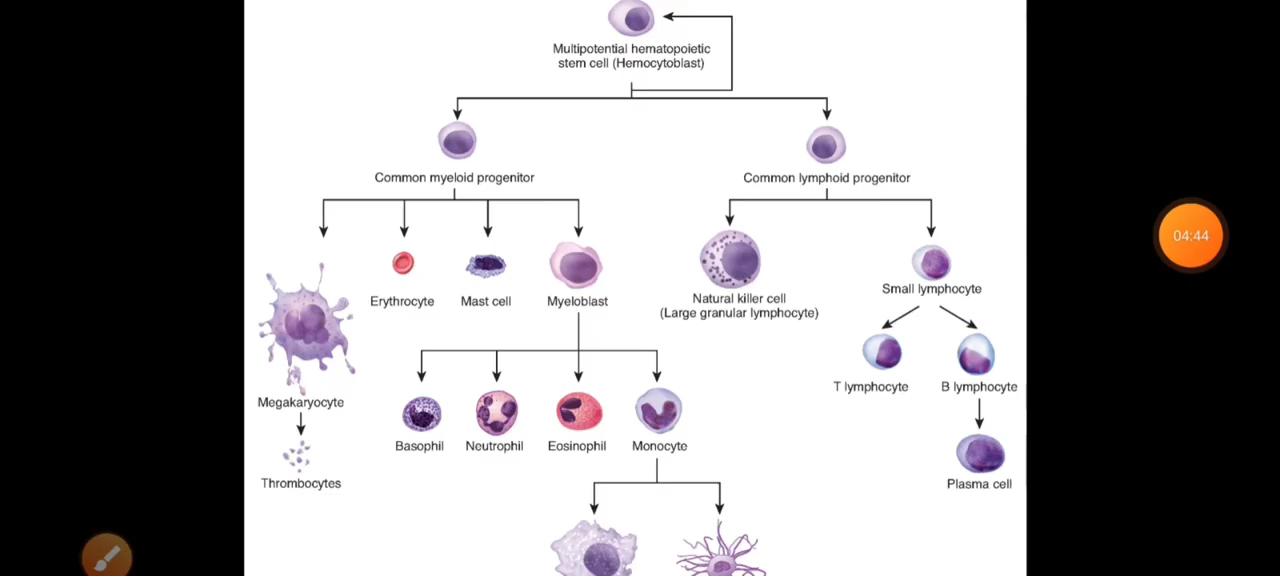 Multipotential hematopoietic
stem cell (Hemocytoblast)
Common myeloid progenitor
Common lymphoid progenitor
04:44
Erythrocyte
Mast cell
Myeloblast
Natural killer cell
(Large granular lymphocyte)
Small lymphocyte
T lymphocyte
B lymphocyte
Megakaryocyte
Basophil
Neutrophil
Eosinophil
Monocyte
Thrombocytes
Plasma cell